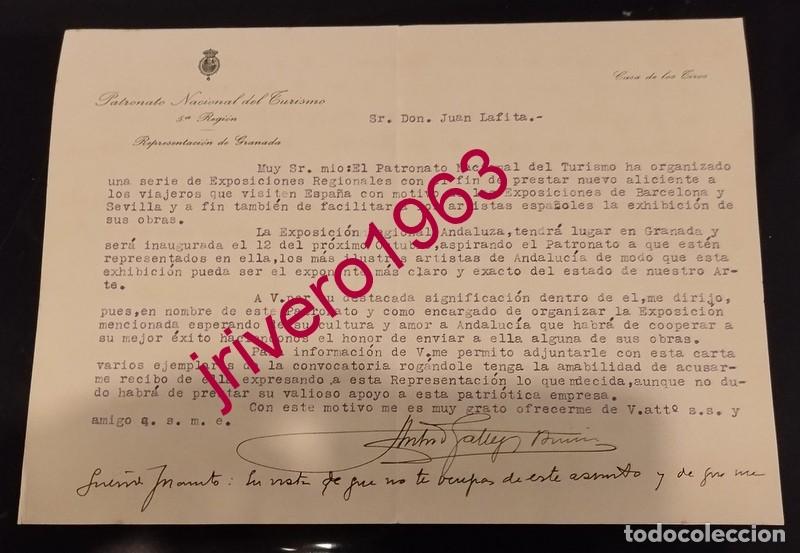 Casa de los Tiros
Patronato Nacional del Turismo
5ª Región
Representación de Granada
Sr. Don. Juan Lafita.-
Muy Sr. mio:El Patronato Nacional del Turismo ha organizado
una serie de Exposiciones Regionales con el fin de prestar nuevo aliciente a
los viajeros que visiten España con motivo de las Exposiciones de Barcelona y
Sevilla y a fin también de facilitar a los artistas españoles la exhibición de
sus obras.
La Exposición Regional Andaluza, tendrá lugar en Granada y
será inaugurada el 12 del próximo Octubre,aspirando el Patronato a que estén
representados en ella,los más ilustres artistas de Andalucía de modo que esta
exhibición pueda ser el exponente más claro y exacto del estado de nuestro Ar-
te.
A V.por su destacada significación dentro de el,me dirijo,
pues,en nombre de este Patronato y como encargado de organizar la Exposición
mencionada esperando de su cultura y amor a Andalucía que habrá de cooperar a
su mejor éxito haciéndonos el honor de enviar a ella alguna de sus obras.
Para información de V.me permito adjuntarle con esta carta
varios ejemplares de la convocatoria rogándole tenga la amabilidad de acusar-
me recibo de ella expresando,a esta Representación lo que decida,aunque no du-
do habrá de prestar su valioso apoyo a esta patriótica empresa.
Con este motivo me es muy grato ofrecerme de V.attº s.s. y
amigo q. s. m. e.
Antonio Gallego Burín
Juanito: En vista de que no te ocupas de este asunto y de que me
jrivero1963
todocoleccion